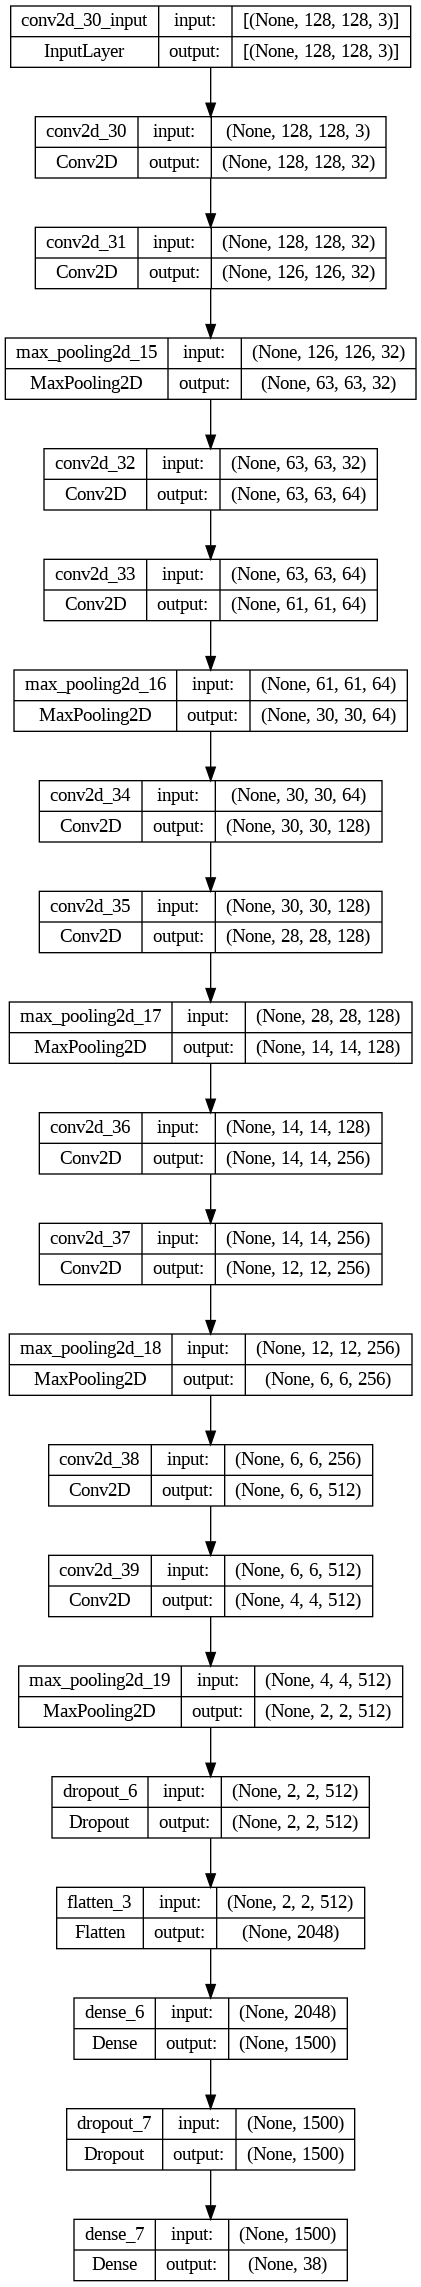 conv2d_30_input input: [(None, 128, 128, 3)]
InputLayer output: [(None, 128, 128, 3)]
conv2d_30 input: (None, 128, 128, 3)
Conv2D output: (None, 128, 128, 32)
conv2d_31 input: (None, 128, 128, 32)
Conv2D output: (None, 126, 126, 32)
max_pooling2d_15 input: (None, 126, 126, 32)
MaxPooling2D output: (None, 63, 63, 32)
conv2d_32 input: (None, 63, 63, 32)
Conv2D output: (None, 63, 63, 64)
conv2d_33 input: (None, 63, 63, 64)
Conv2D output: (None, 61, 61, 64)
max_pooling2d_16 input: (None, 61, 61, 64)
MaxPooling2D output: (None, 30, 30, 64)
conv2d_34 input: (None, 30, 30, 64)
Conv2D output: (None, 30, 30, 128)
conv2d_35 input: (None, 30, 30, 128)
Conv2D output: (None, 28, 28, 128)
max_pooling2d_17 input: (None, 28, 28, 128)
MaxPooling2D output: (None, 14, 14, 128)
conv2d_36 input: (None, 14, 14, 128)
Conv2D output: (None, 14, 14, 256)
conv2d_37 input: (None, 14, 14, 256)
Conv2D output: (None, 12, 12, 256)
max_pooling2d_18 input: (None, 12, 12, 256)
MaxPooling2D output: (None, 6, 6, 256)
conv2d_38 input: (None, 6, 6, 256)
Conv2D output: (None, 6, 6, 512)
conv2d_39 input: (None, 6, 6, 512)
Conv2D output: (None, 4, 4, 512)
max_pooling2d_19 input: (None, 4, 4, 512)
MaxPooling2D output: (None, 2, 2, 512)
dropout_6 input: (None, 2, 2, 512)
Dropout output: (None, 2, 2, 512)
flatten_3 input: (None, 2, 2, 512)
Flatten output: (None, 2048)
dense_6 input: (None, 2048)
Dense output: (None, 1500)
dropout_7 input: (None, 1500)
Dropout output: (None, 1500)
dense_7 input: (None, 1500)
Dense output: (None, 38)